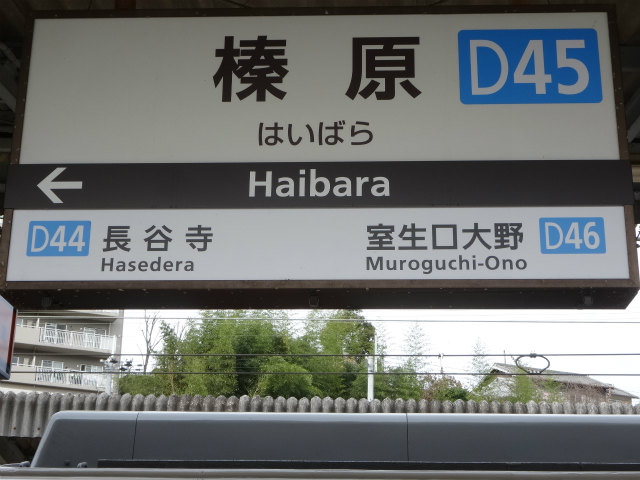 榛原 D45
はいばら
Haibara
D44 長谷寺 室生口大野 D46
Hasedera Muroguchi-Ono